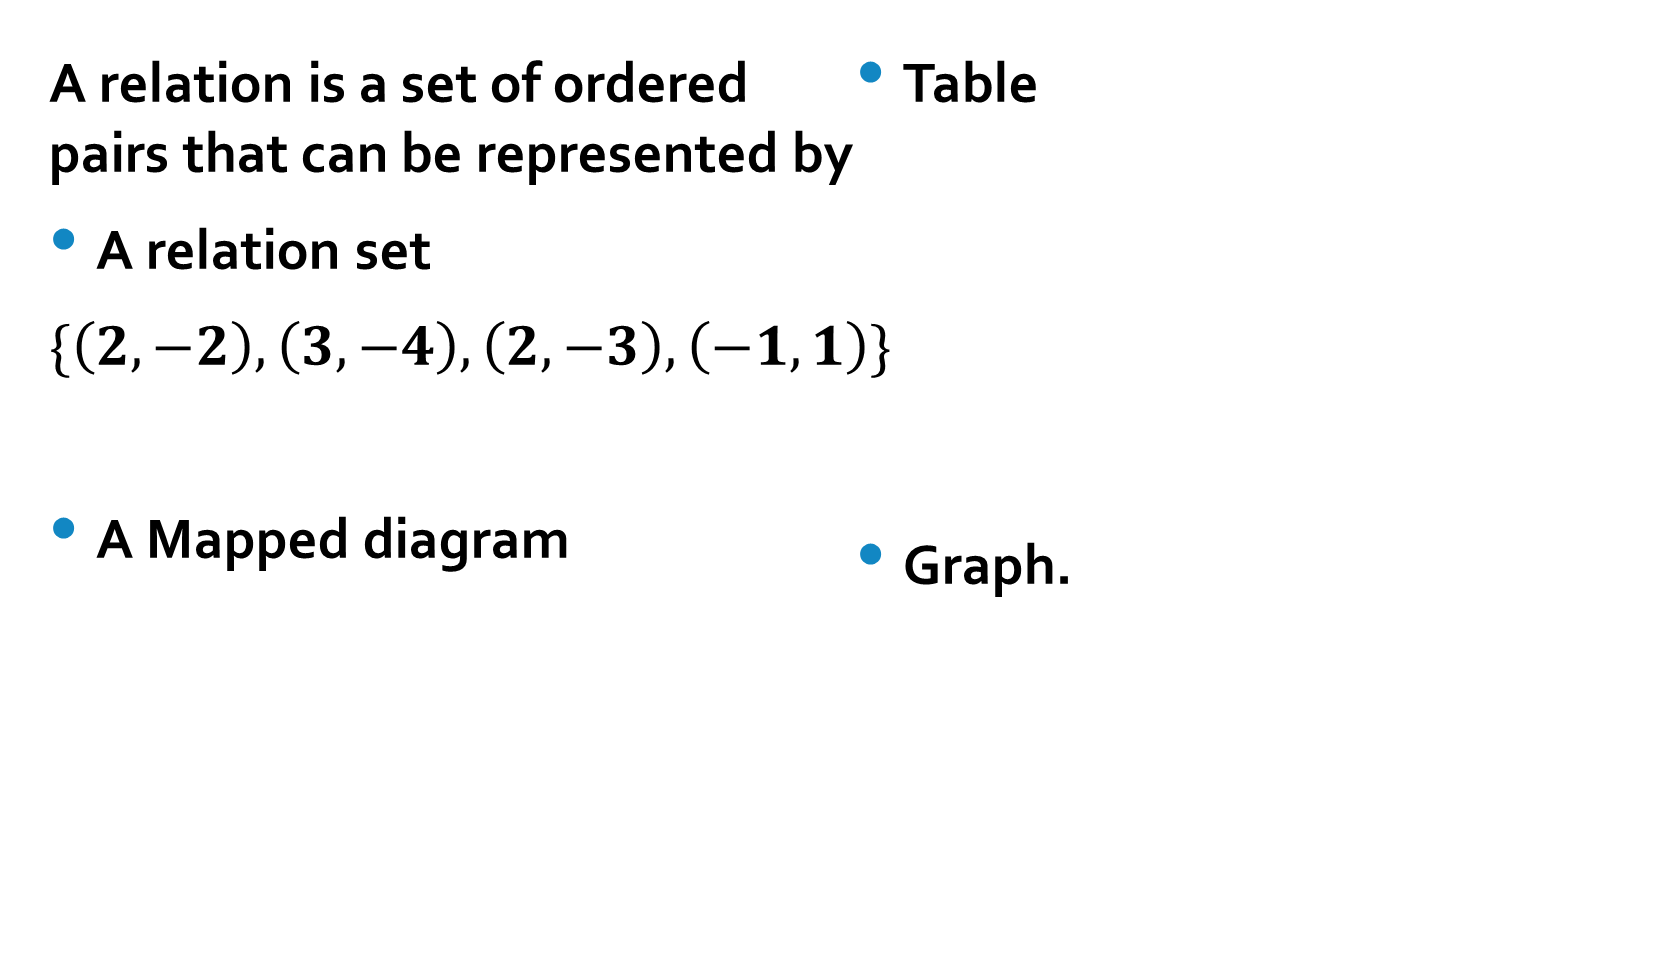 A relation is a set of ordered
pairs that can be represented by
• A relation set
{(2, −2), (3, −4), (2, −3), (−1, 1)}
• A Mapped diagram
• Table
• Graph.